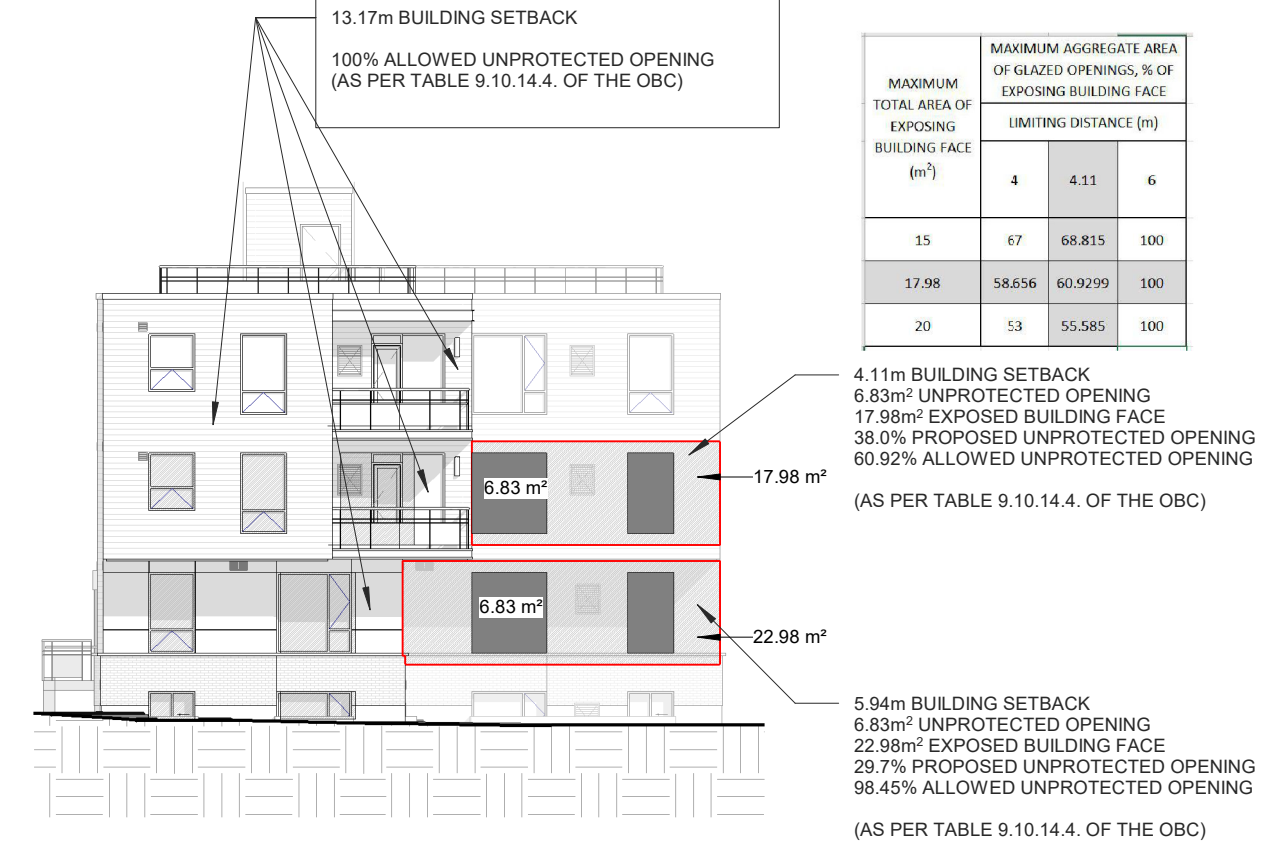 13.17m BUILDING SETBACK
100% ALLOWED UNPROTECTED OPENING
(AS PER TABLE 9.10.14.4. OF THE OBC)
MAXIMUM
TOTAL AREA OF
EXPOSING
BUILDING FACE
(m²)
MAXIMUM AGGREGATE AREA
OF GLAZED OPENINGS, % OF
EXPOSING BUILDING FACE
LIMITING DISTANCE (m)
4 4.11 6
15 67 68.815 100
17.98 58.656 60.9299 100
20 53 55.585 100
4.11m BUILDING SETBACK
6.83m² UNPROTECTED OPENING
17.98m² EXPOSED BUILDING FACE
38.0% PROPOSED UNPROTECTED OPENING
60.92% ALLOWED UNPROTECTED OPENING
(AS PER TABLE 9.10.14.4. OF THE OBC)
6.83 m²
17.98 m²
6.83 m²
22.98 m²
5.94m BUILDING SETBACK
6.83m² UNPROTECTED OPENING
22.98m² EXPOSED BUILDING FACE
29.7% PROPOSED UNPROTECTED OPENING
98.45% ALLOWED UNPROTECTED OPENING
(AS PER TABLE 9.10.14.4. OF THE OBC)